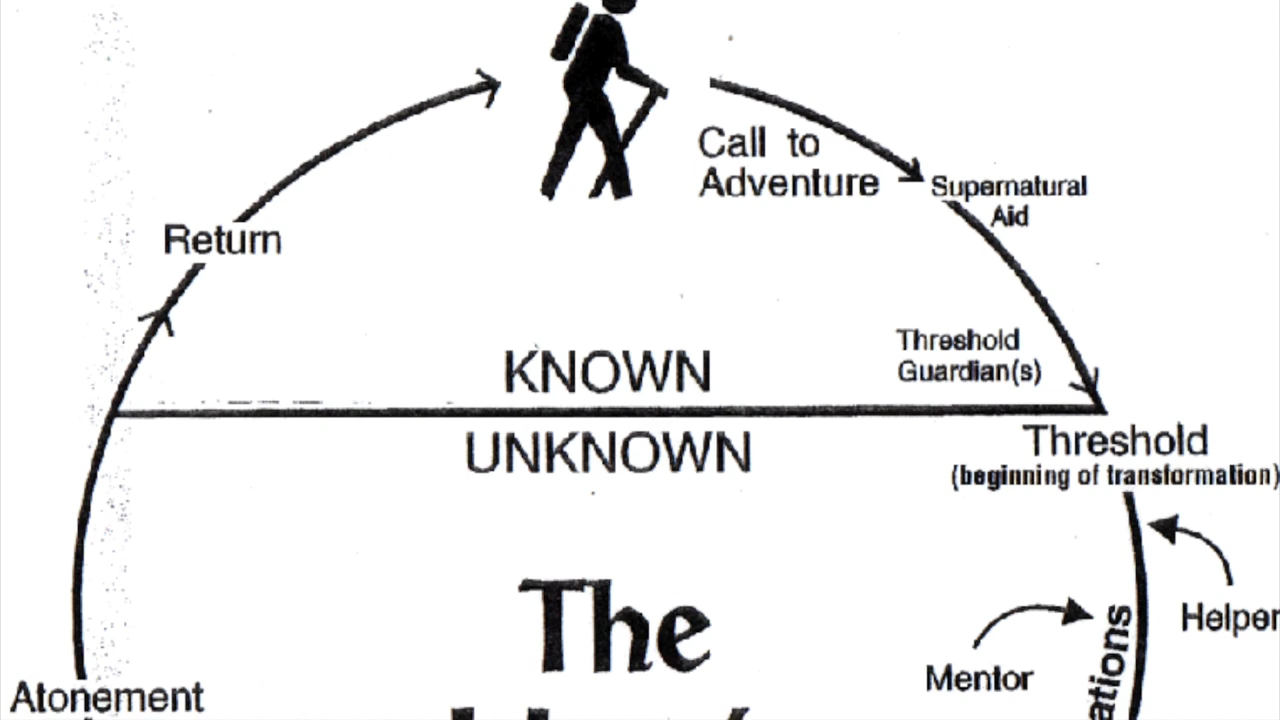 Call to
Adventure
Supernatural
Aid
Return
Threshold
Guardian(s)
KNOWN
UNKNOWN
Threshold
(beginning of transformation)
The
Helper
Mentor
ations
Atonement